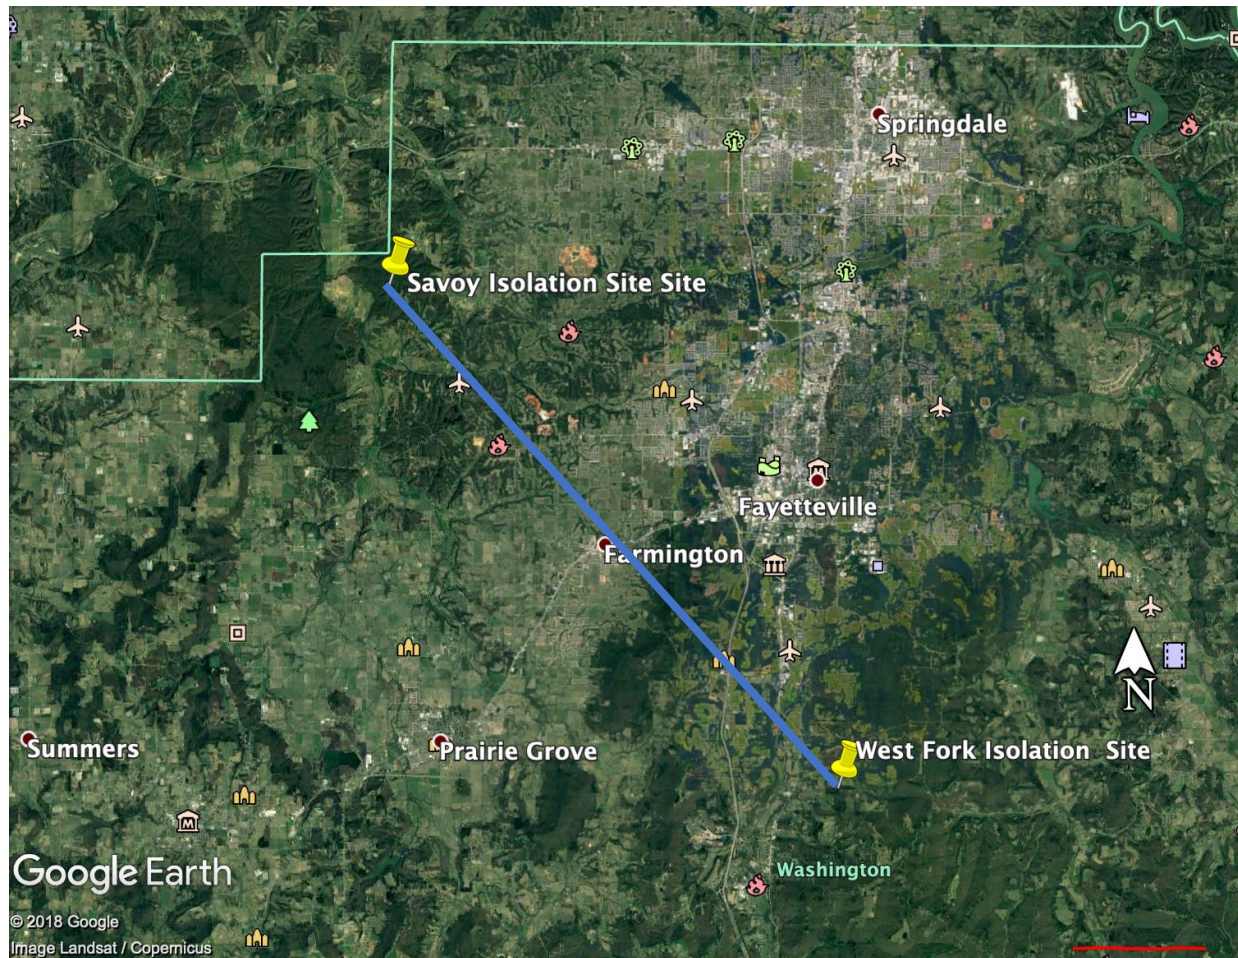 Springdale
Savoy Isolation Site Site
Fayetteville
Farmington
N
Summers
Prairie Grove
West Fork Isolation  Site
Google Earth
Washington
© 2018 Google
Image Landsat / Copernicus